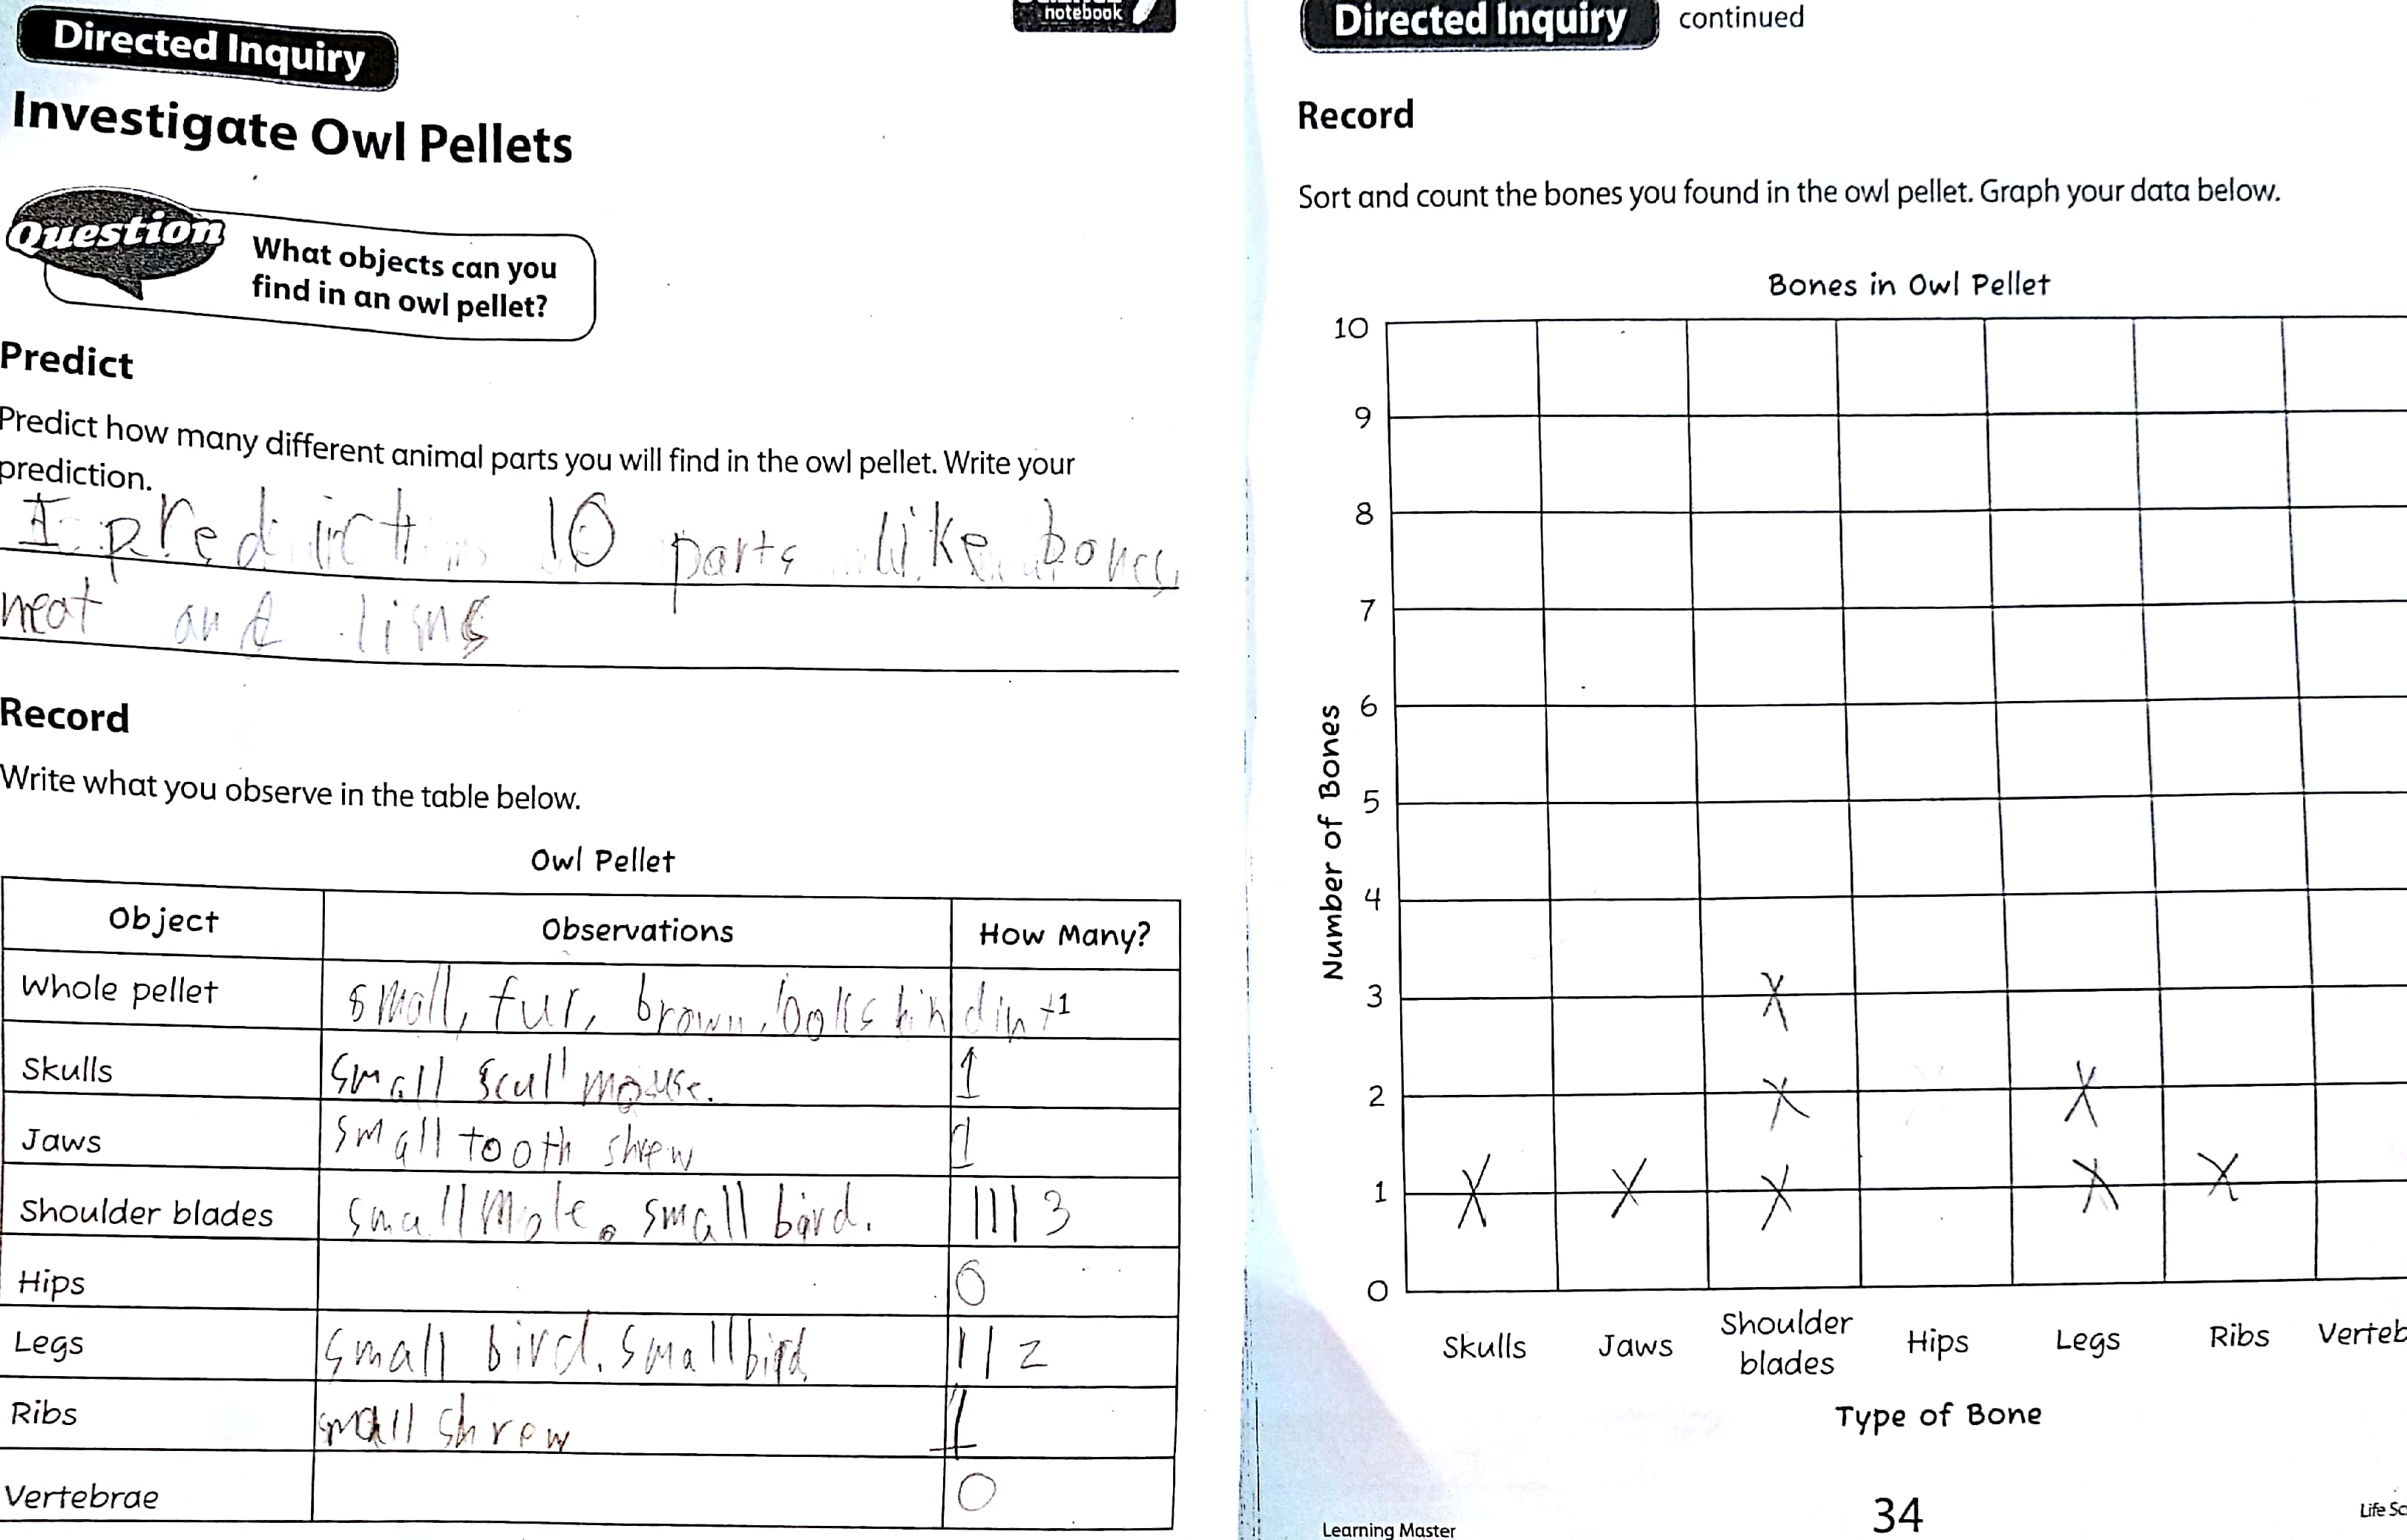 notebook
Directed Inquiry
Investigate Owl Pellets
Question
What objects can you
find in an owl pellet?
Predict
Predict how many different animal parts you will find in the owl pellet. Write your
prediction.
I predict 10 parts like bones
meat and
Record
Write what you observe in the table below.
Owl Pellet
Object Observations How Many?
Whole pellet small, fur, brown, looks 1
Skulls small scull mouse. 1
Jaws small tooth shrew 1
Shoulder blades small mole. small bird. ||| 3
Hips 0
Legs small bird. small bird || 2
Ribs small shrew 1
Vertebrae 0
Directed Inquiry continued
Record
Sort and count the bones you found in the owl pellet. Graph your data below.
Bones in Owl Pellet
Number of Bones
10
9
8
7
6
5
4
3 X
2 X X
1 X X X X X
0
Skulls Jaws Shoulder blades Hips Legs Ribs Verteb
Type of Bone
Learning Master 34 Life Sc